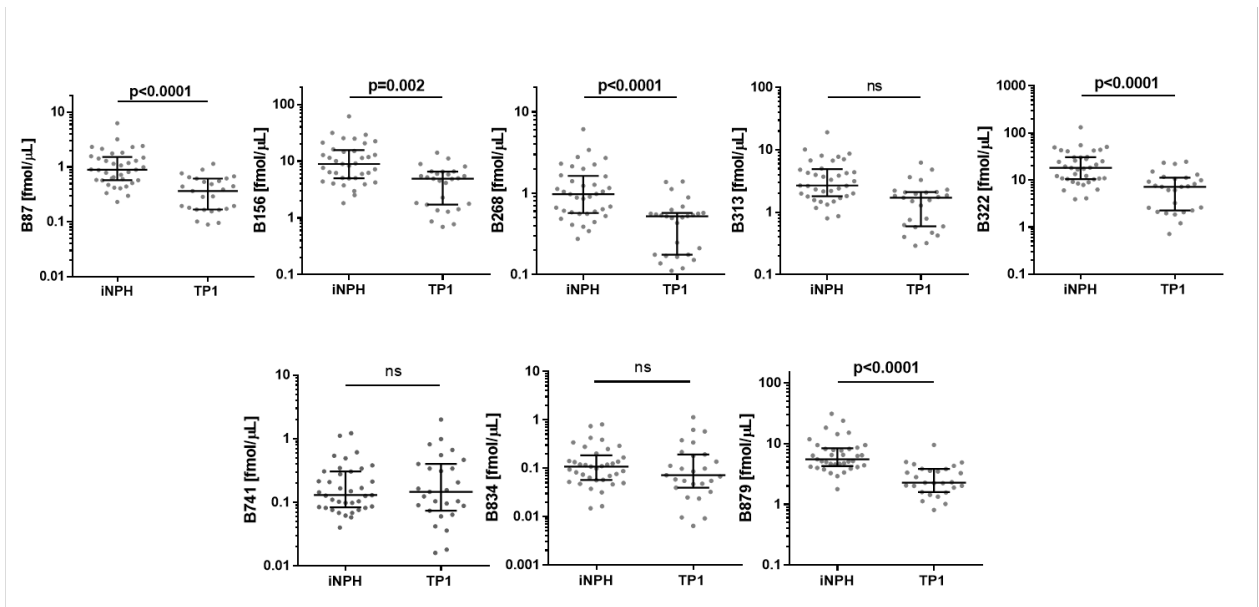 p<0.0001
B87 [fmol/µL]
10
1
0.1
0.01
iNPH TP1
p=0.002
B156 [fmol/µL]
100
10
1
0.1
iNPH TP1
p<0.0001
B268 [fmol/µL]
10
1
0.1
iNPH TP1
ns
B313 [fmol/µL]
100
10
1
0.1
iNPH TP1
p<0.0001
B322 [fmol/µL]
1000
100
10
1
0.1
iNPH TP1
ns
B741 [fmol/µL]
10
1
0.1
0.01
iNPH TP1
ns
B834 [fmol/µL]
10
1
0.1
0.01
0.001
iNPH TP1
p<0.0001
B879 [fmol/µL]
100
10
1
0.1
iNPH TP1